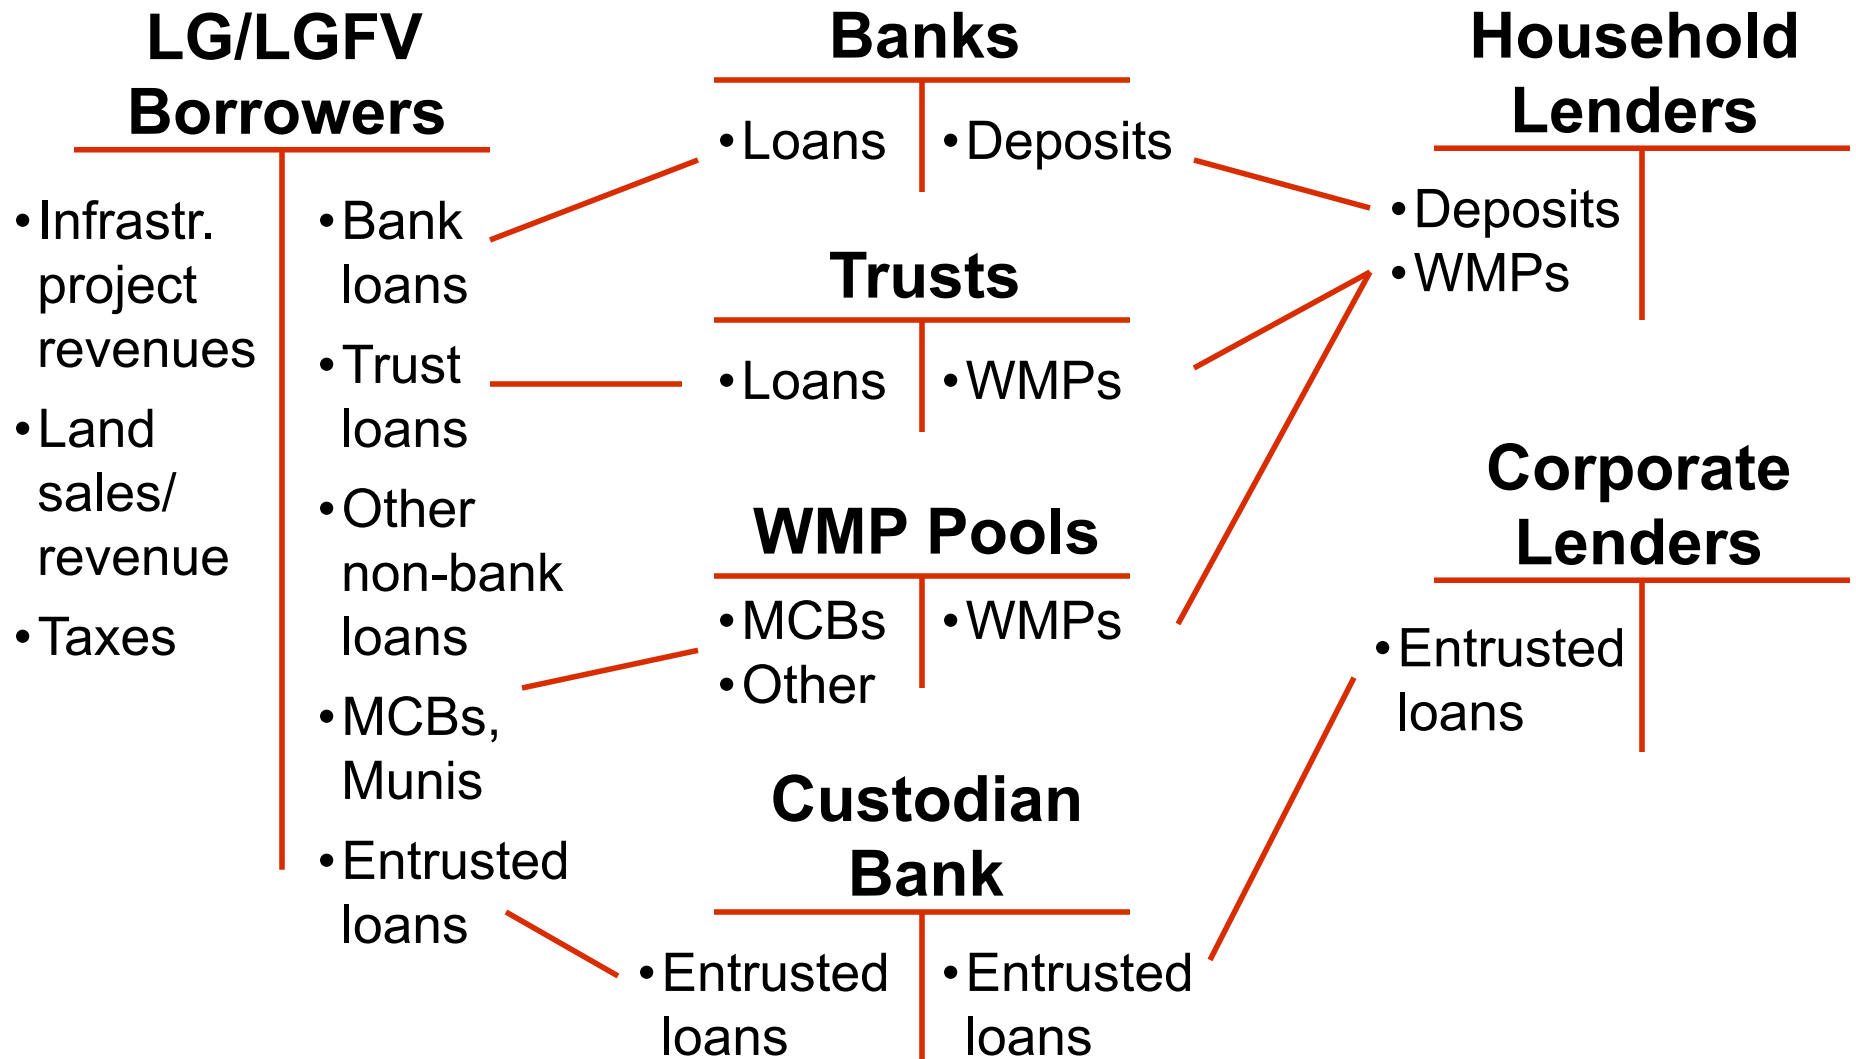 LG/LGFV
Borrowers
•Infrastr.
project
revenues
•Land
sales/
revenue
•Taxes
•Bank
loans
•Trust
loans
•Other
non-bank
loans
•MCBs,
Munis
•Entrusted
loans
Banks
•Loans
•Deposits
Trusts
•Loans
•WMPs
WMP Pools
•MCBs
•Other
•WMPs
Custodian
Bank
•Entrusted
loans
•Entrusted
loans
Household
Lenders
•Deposits
•WMPs
Corporate
Lenders
•Entrusted
loans